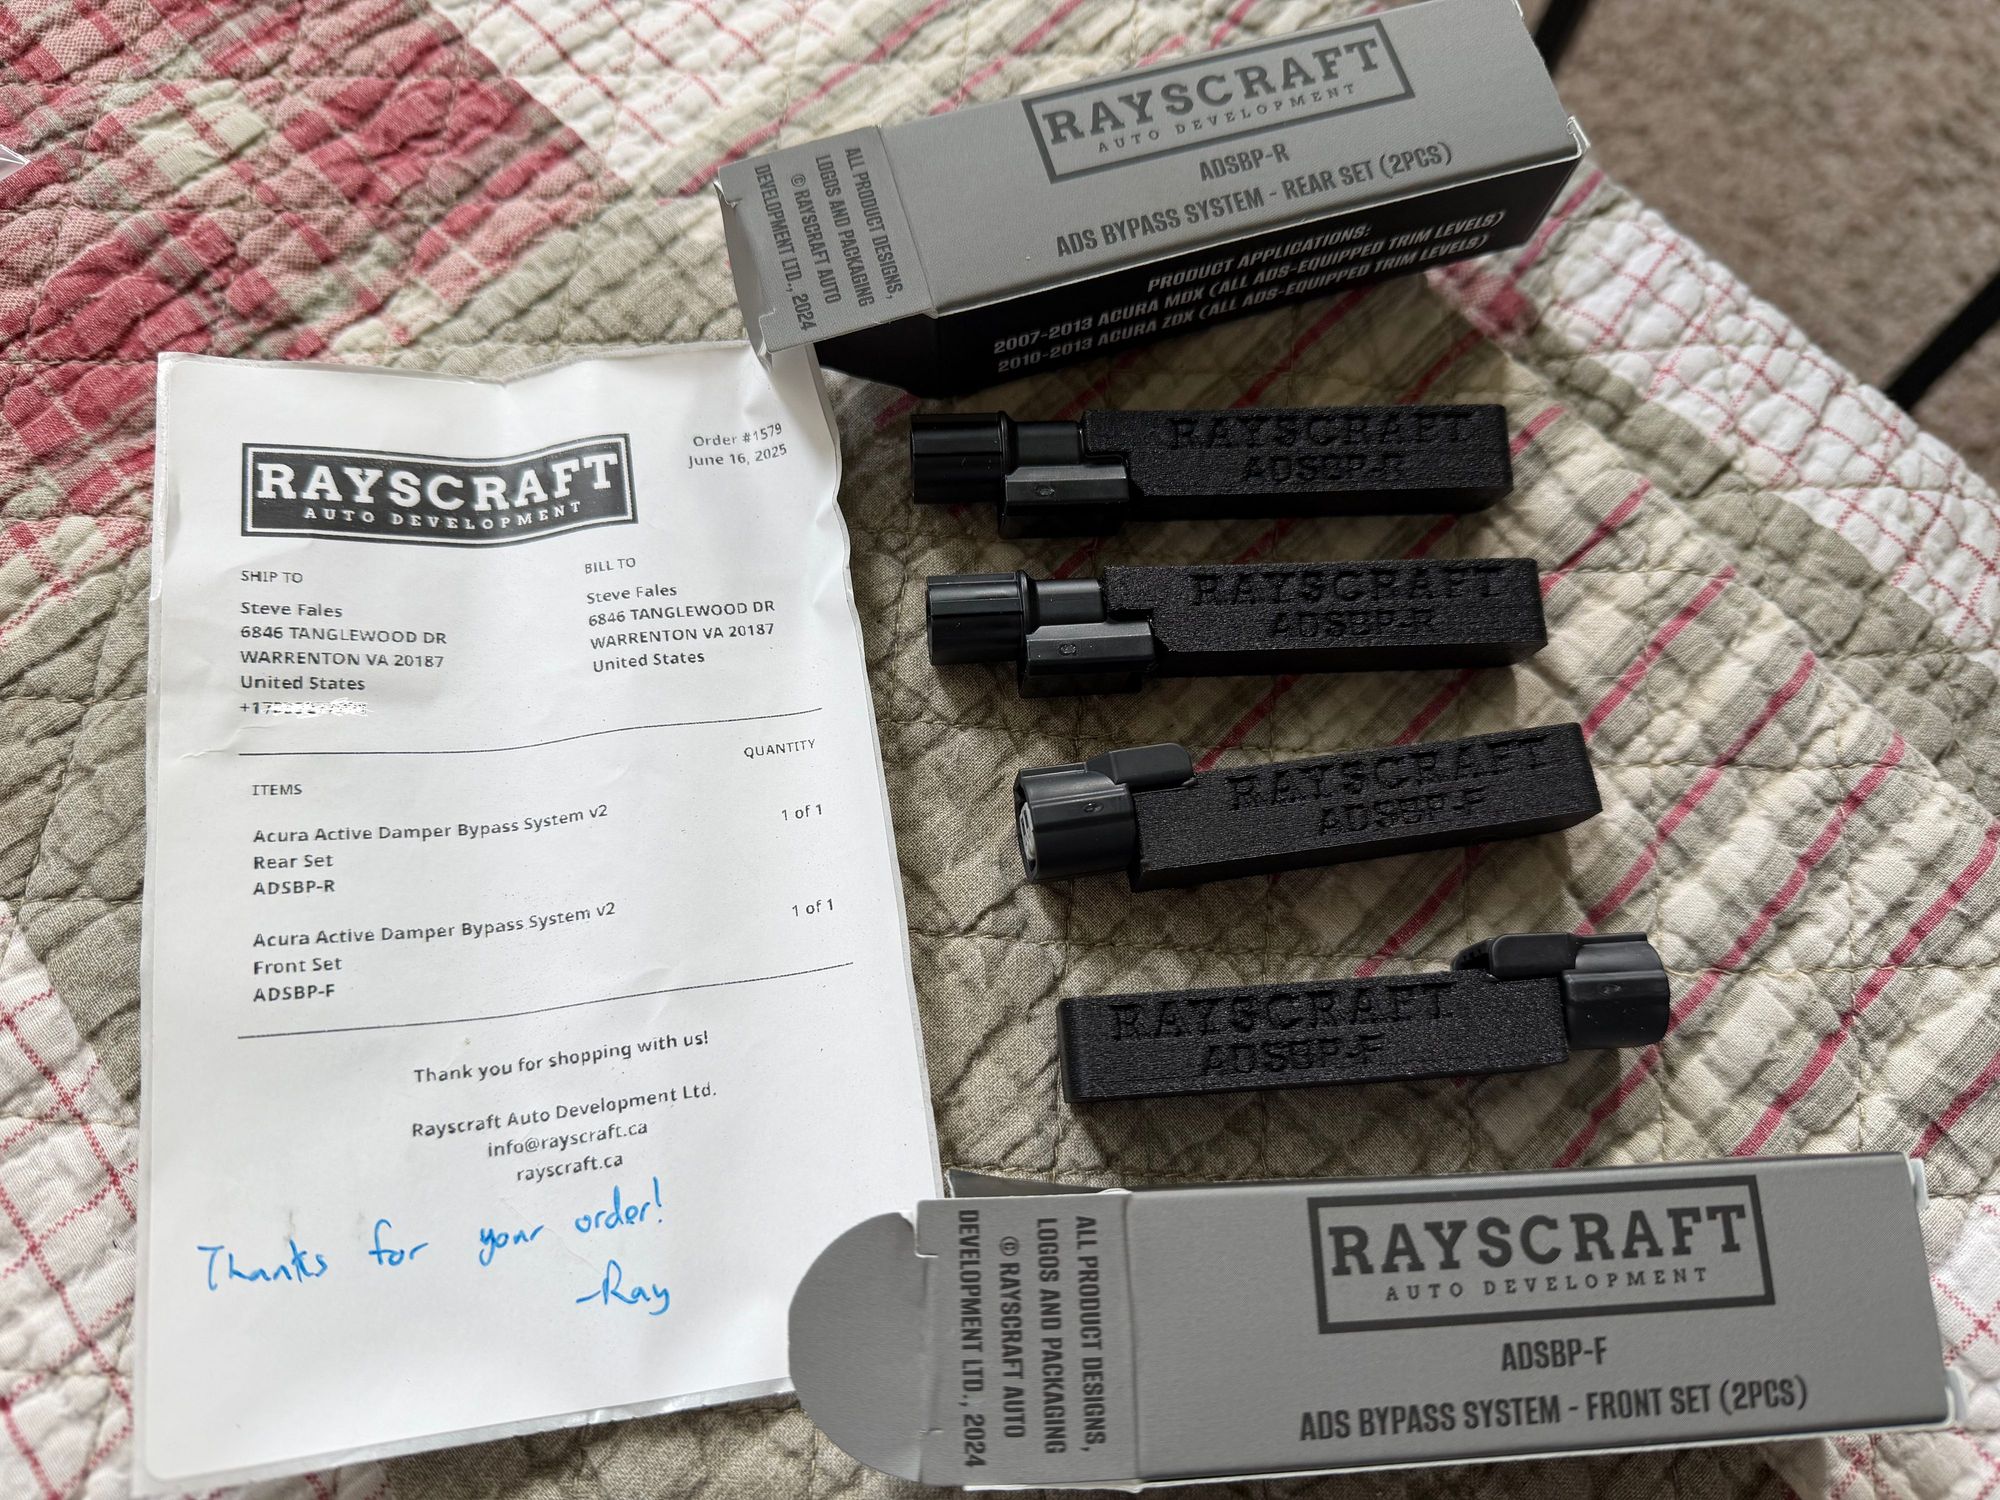 RAYSCRAFT
AUTO DEVELOPMENT
ADSBP-R
ADS BYPASS SYSTEM - REAR SET (2PCS)
PRODUCT APPLICATIONS:
2007-2013 ACURA MDX (ALL ADS-EQUIPPED TRIM LEVELS)
2010-2013 ACURA ZDX (ALL ADS-EQUIPPED TRIM LEVELS)
ALL PRODUCT DESIGNS,
LOGOS AND PACKAGING
© RAYSCRAFT AUTO
DEVELOPMENT LTD., 2024
RAYSCRAFT
AUTO DEVELOPMENT
Order #1579
June 16, 2025
SHIP TO
Steve Fales
6846 TANGLEWOOD DR
WARRENTON VA 20187
United States
+17
BILL TO
Steve Fales
6846 TANGLEWOOD DR
WARRENTON VA 20187
United States
ITEMS
QUANTITY
Acura Active Damper Bypass System v2
1 of 1
Rear Set
ADSBP-R
Acura Active Damper Bypass System v2
1 of 1
Front Set
ADSBP-F
Thank you for shopping with us!
Rayscraft Auto Development Ltd.
info@rayscraft.ca
rayscraft.ca
Thanks for your order!
-Ray
RAYSCRAFT
ADSBP-R
RAYSCRAFT
ADSBP-R
RAYSCRAFT
ADSBP-F
RAYSCRAFT
ADSBP-F
RAYSCRAFT
AUTO DEVELOPMENT
ADSBP-F
ADS BYPASS SYSTEM - FRONT SET (2PCS)
ALL PRODUCT DESIGNS,
LOGOS AND PACKAGING
© RAYSCRAFT AUTO
DEVELOPMENT LTD., 2024